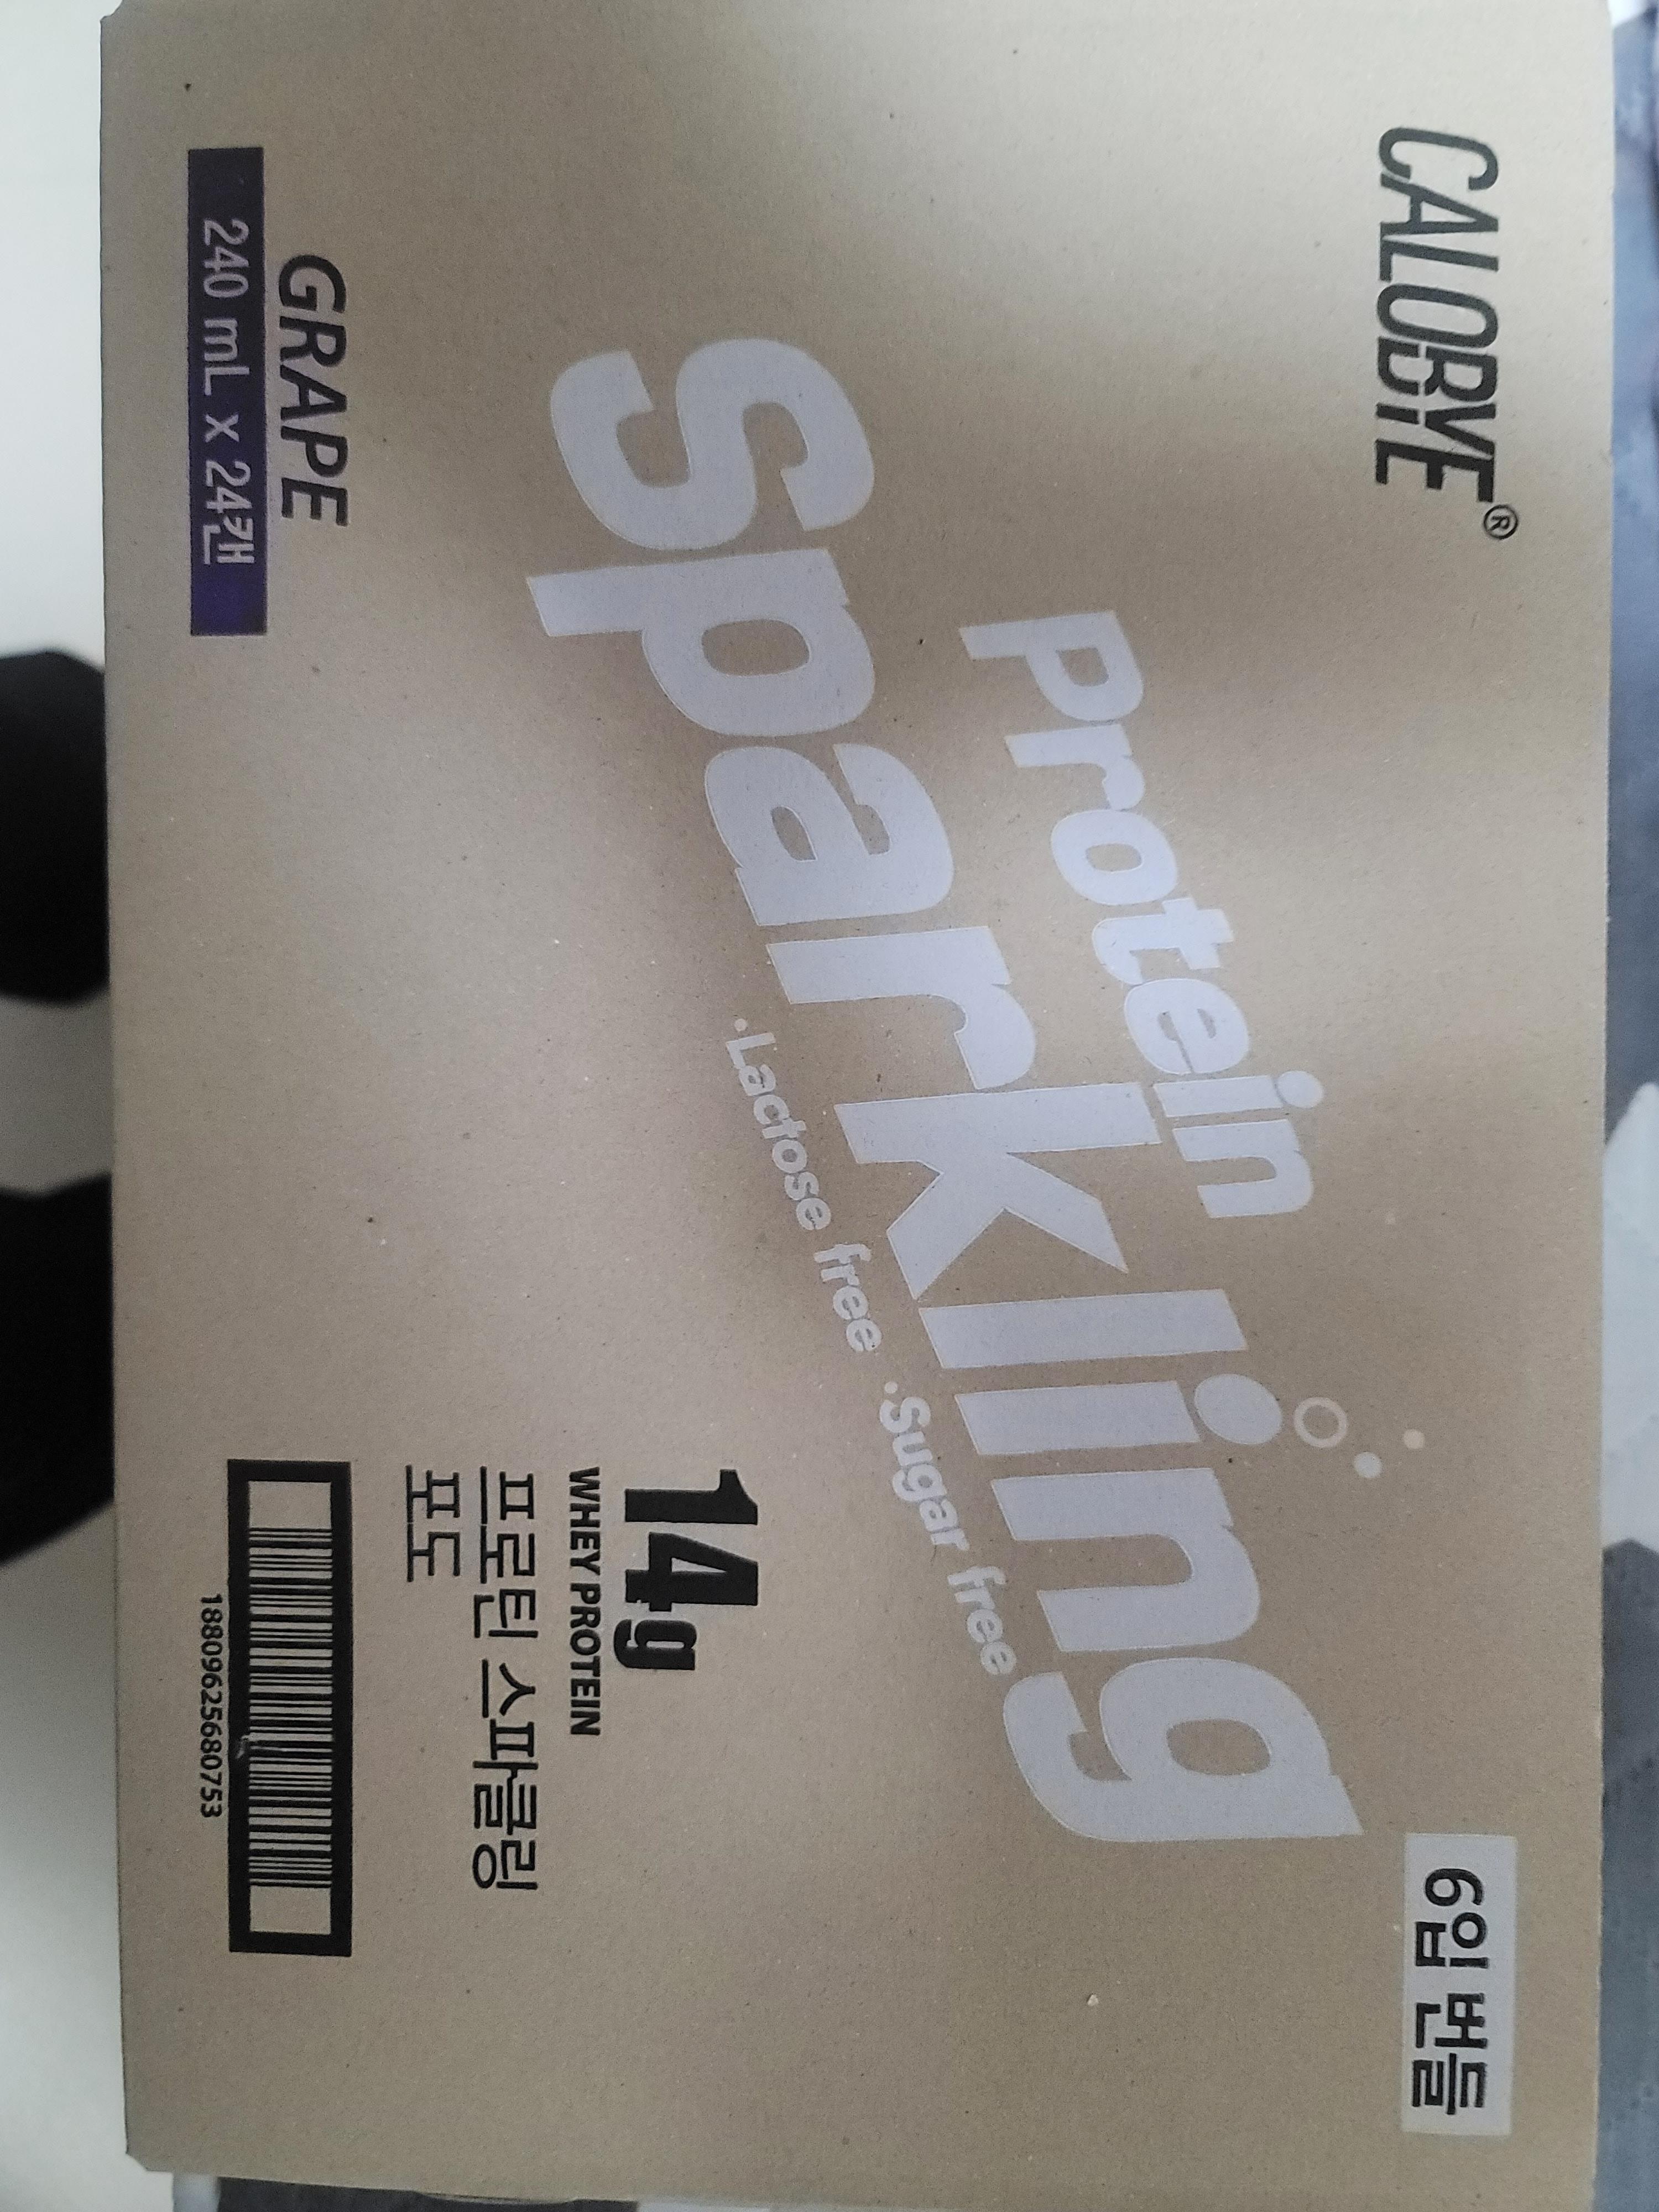 CALOBYE®
6입 번들
Protein
Sparkling
·Lactose free ·Sugar free
14g
WHEY PROTEIN
프로틴 스파클링
포도
GRAPE
240 mL x 24캔
18809625680753